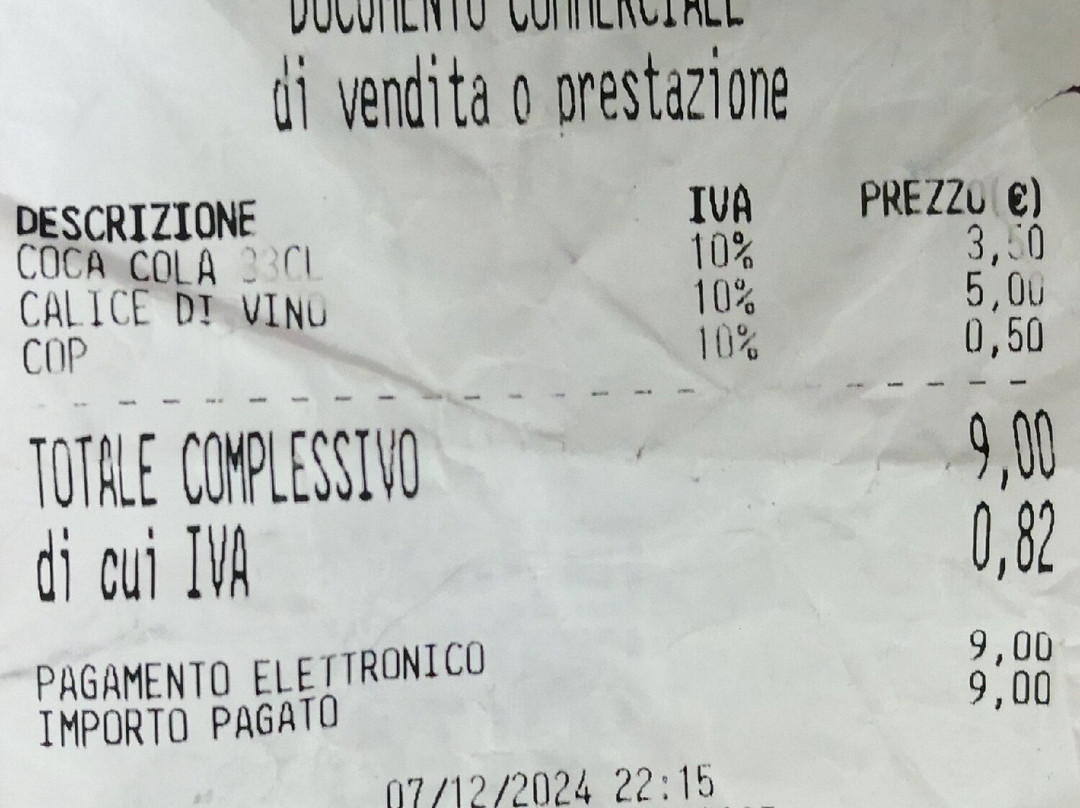 DOCUMENTO COMMERCIALE
di vendita o prestazione
DESCRIZIONE IVA PREZZO(€)
COCA COLA 33CL 10% 3,50
CALICE DI VINO 10% 5,00
COP 10% 0,50
TOTALE COMPLESSIVO 9,00
di cui IVA 0,82
PAGAMENTO ELETTRONICO 9,00
IMPORTO PAGATO 9,00
07/12/2024 22:15